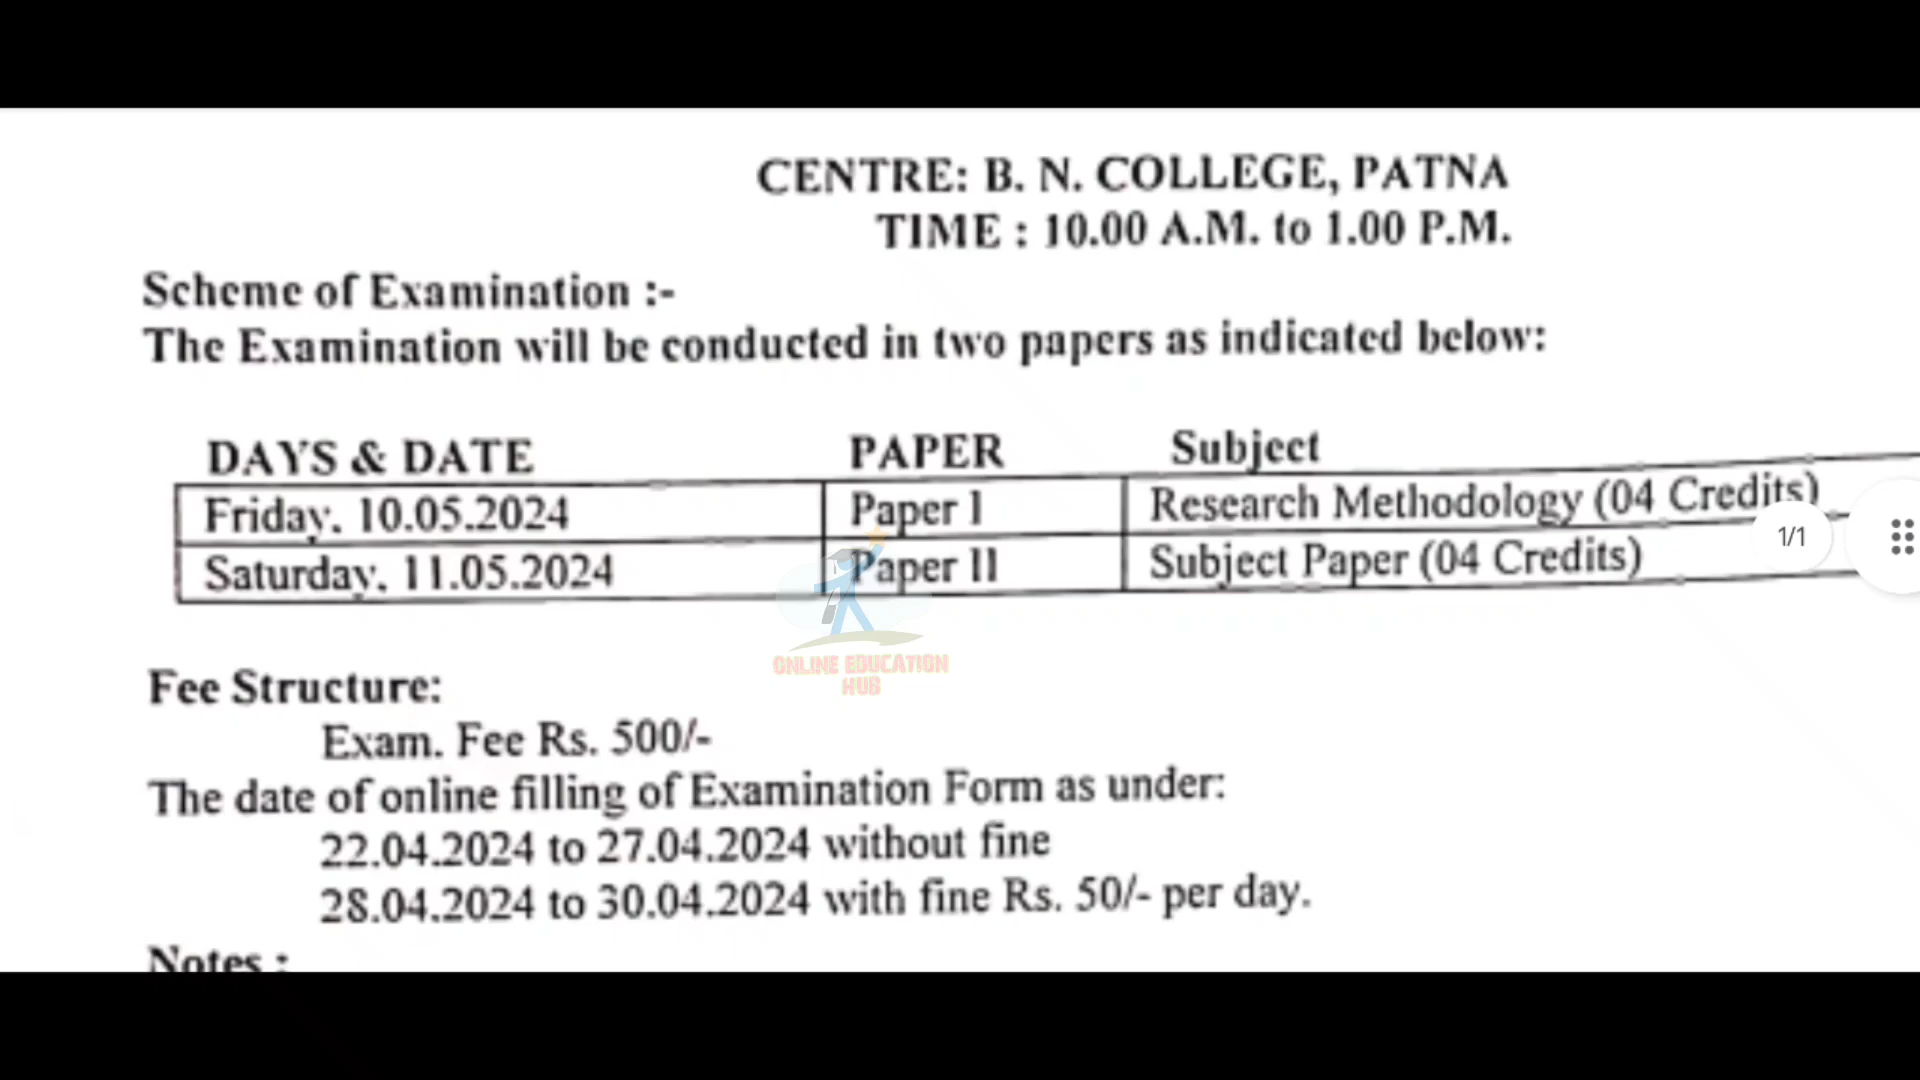 CENTRE: B. N. COLLEGE, PATNA
TIME : 10.00 A.M. to 1.00 P.M.
Scheme of Examination :-
The Examination will be conducted in two papers as indicated below:
DAYS & DATE PAPER Subject
Friday, 10.05.2024 Paper I Research Methodology (04 Credits)
Saturday, 11.05.2024 Paper II Subject Paper (04 Credits)
1/1
ONLINE EDUCATION
HUB
Fee Structure:
Exam. Fee Rs. 500/-
The date of online filling of Examination Form as under:
22.04.2024 to 27.04.2024 without fine
28.04.2024 to 30.04.2024 with fine Rs. 50/- per day.
Notes :